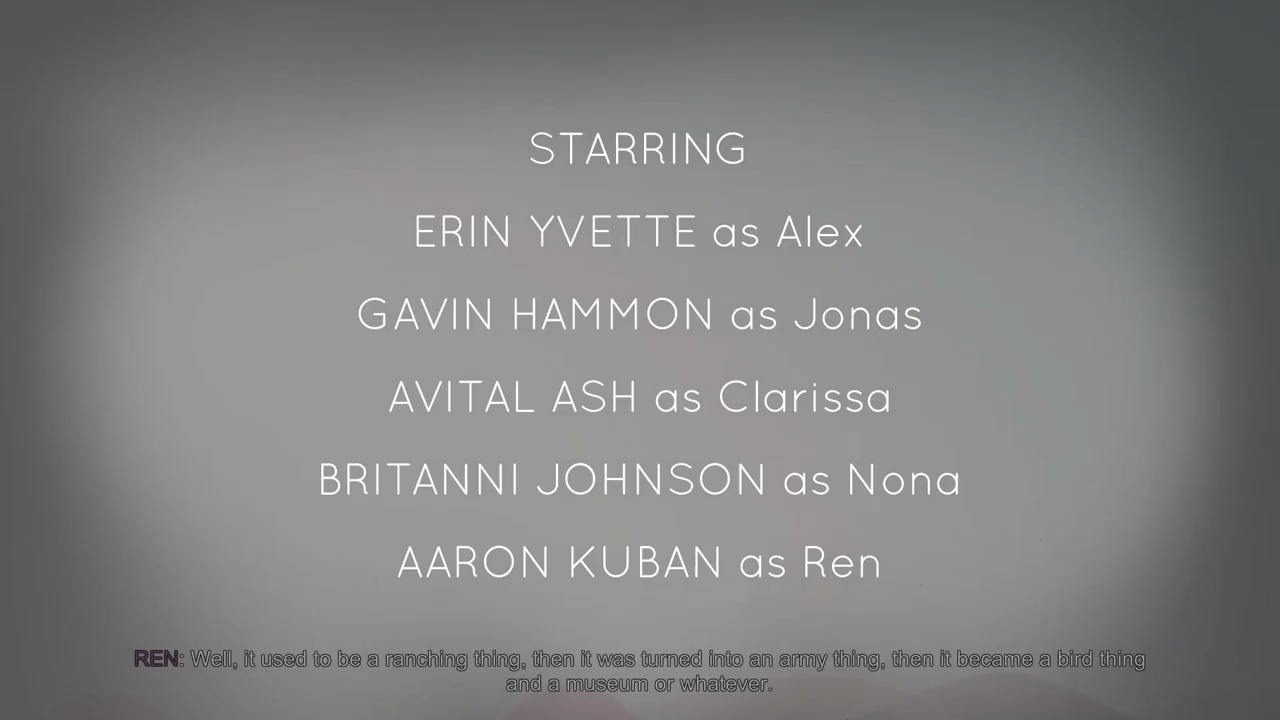 STARRING
ERIN YVETTE as Alex
GAVIN HAMMON as Jonas
AVITAL ASH as Clarissa
BRITANNI JOHNSON as Nona
AARON KUBAN as Ren
REN: Well, it used to be a ranching thing, then it was turned into an army thing, then it became a bird thing
and a museum or whatever.